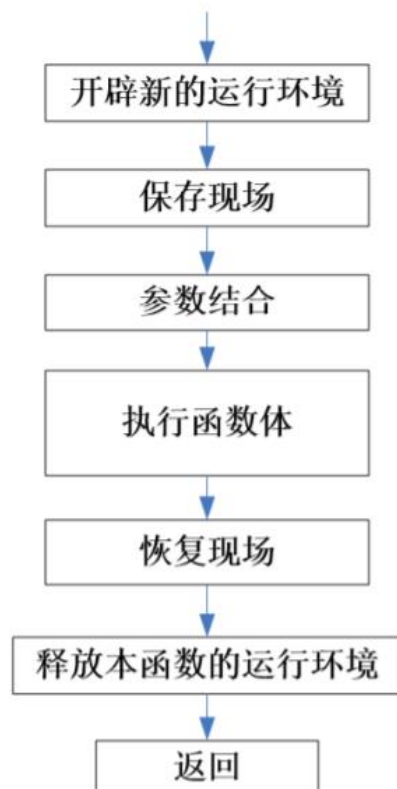 开辟新的运行环境
保存现场
参数结合
执行函数体
恢复现场
释放本函数的运行环境
返回